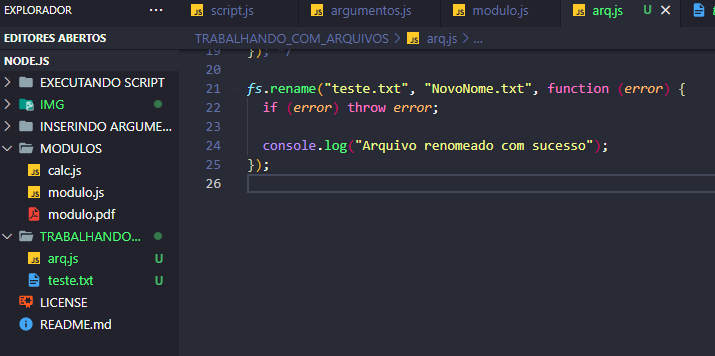 EXPLORADOR
EDITORES ABERTOS
NODE.JS
EXECUTANDO SCRIPT
IMG
INSERINDO ARGUME...
MODULOS
calc.js
modulo.js
modulo.pdf
TRABALHANDO...
arq.js U
teste.txt U
LICENSE
README.md
script.js argumentos.js modulo.js arq.js U
TRABALHANDO_COM_ARQUIVOS > arq.js > ...
19 }); */
20
21 fs.rename("teste.txt", "NovoNome.txt", function (error) {
22 if (error) throw error;
23
24 console.log("Arquivo renomeado com sucesso");
25 });
26